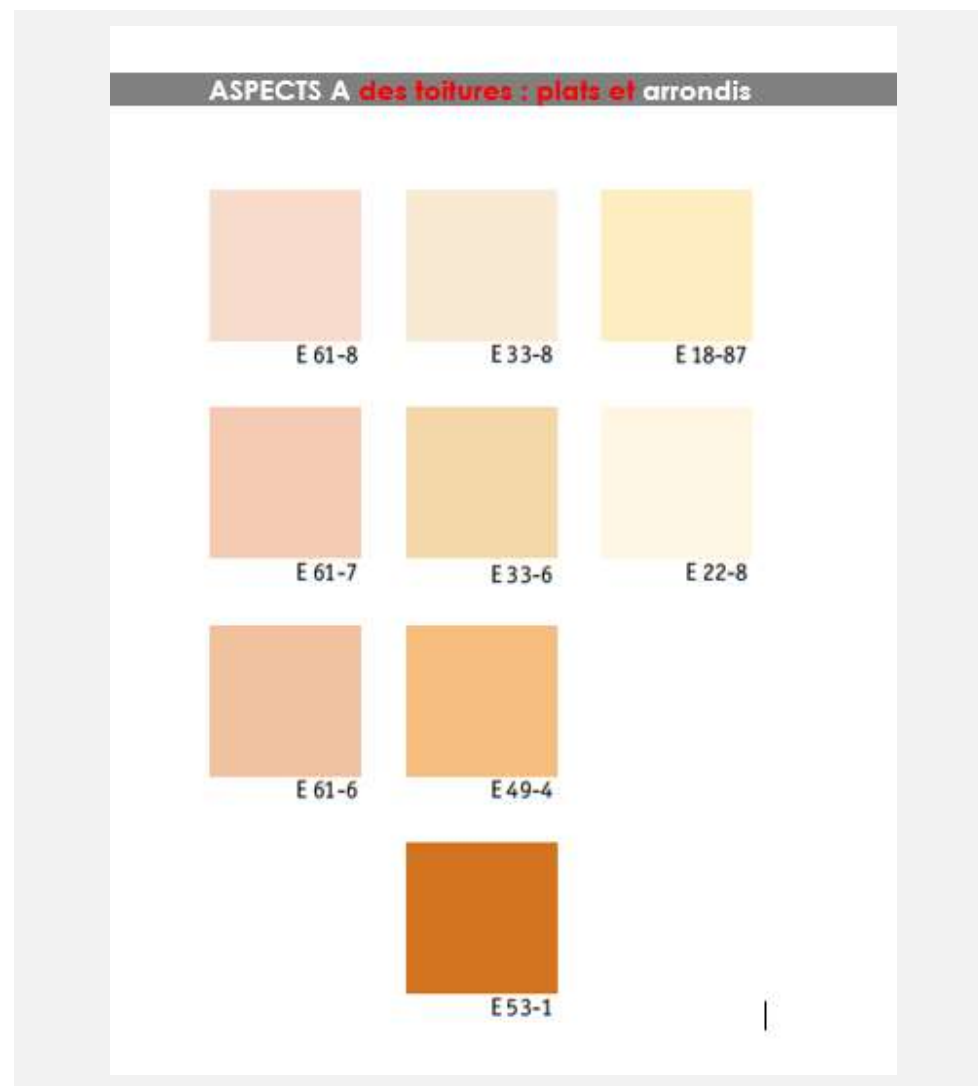 ASPECTS A des toitures : plats et arrondis
E 61-8
E 33-8
E 18-87
E 61-7
E 33-6
E 22-8
E 61-6
E 49-4
E 53-1